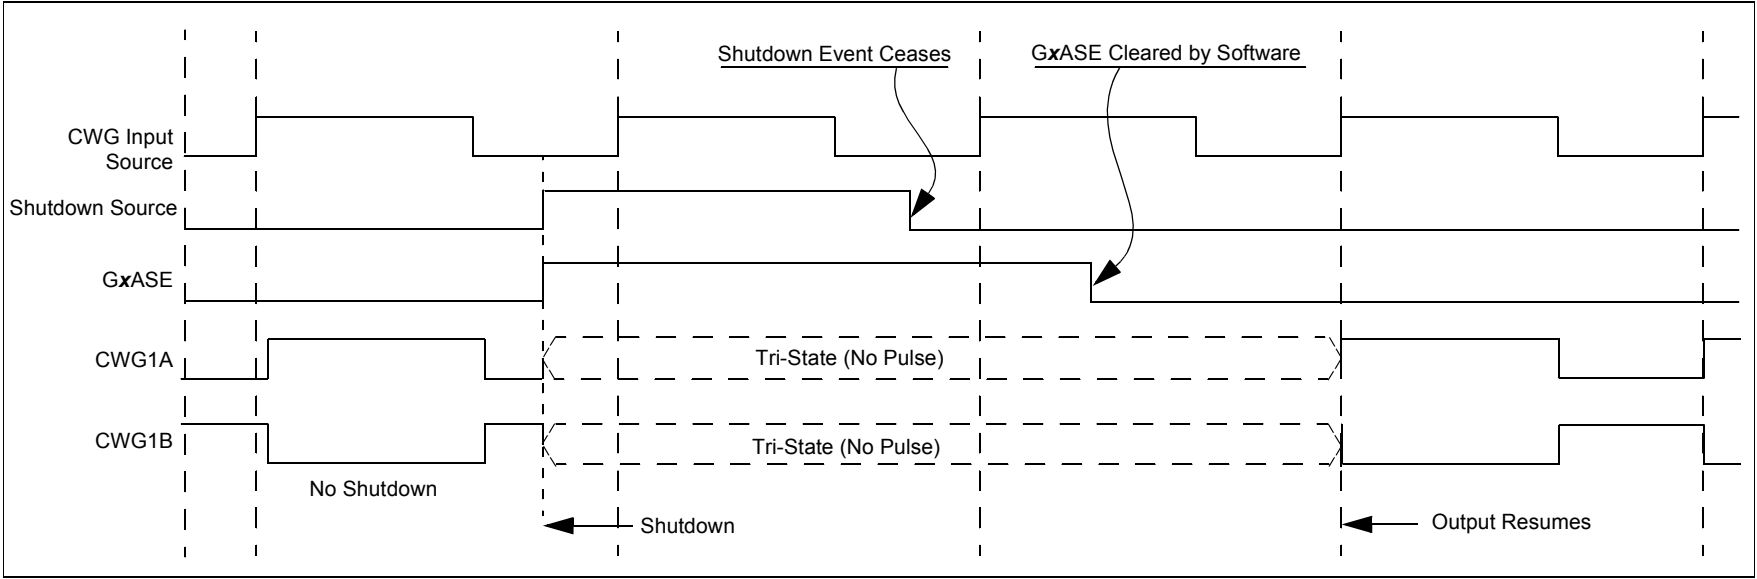 Shutdown Event Ceases
GxASE Cleared by Software
CWG Input
Source
Shutdown Source
GxASE
CWG1A
Tri-State (No Pulse)
CWG1B
Tri-State (No Pulse)
No Shutdown
Shutdown
Output Resumes